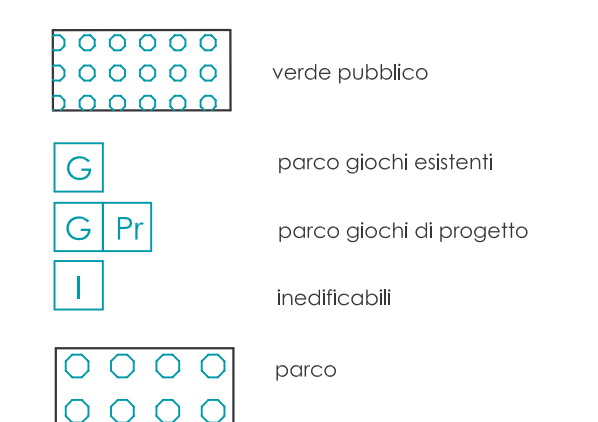 verde pubblico
G parco giochi esistenti
G Pr parco giochi di progetto
I inedificabili
parco